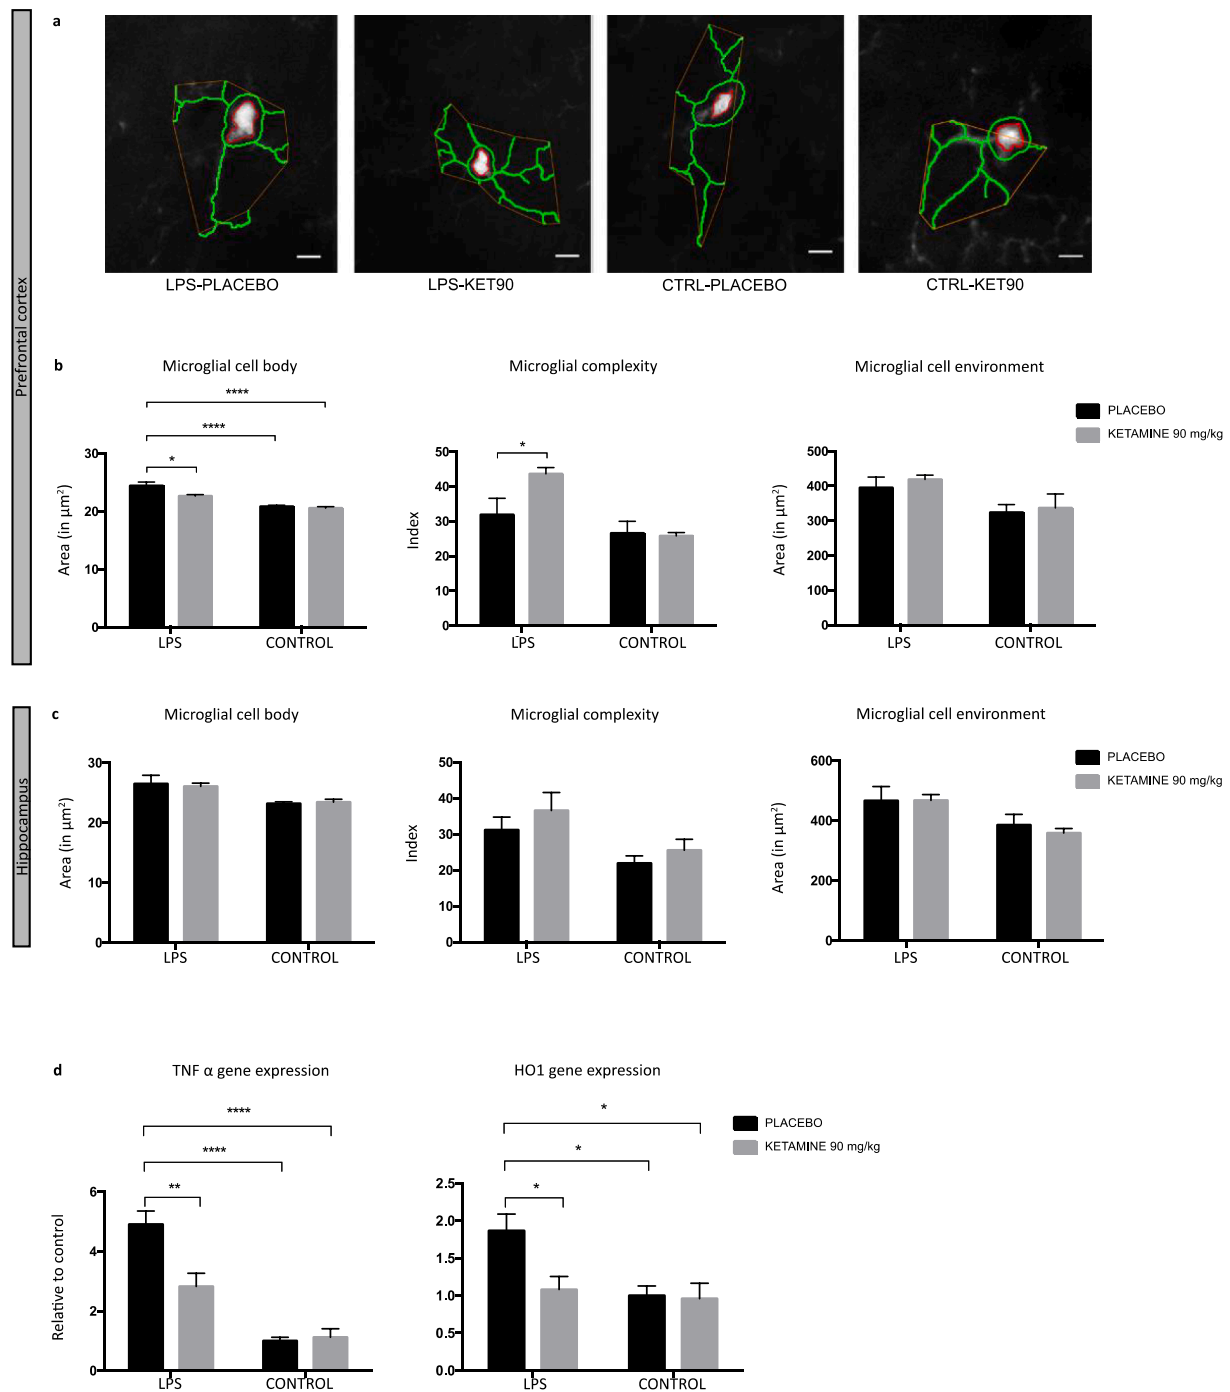 a
Prefrontal cortex
LPS-PLACEBO
LPS-KET90
CTRL-PLACEBO
CTRL-KET90
b
Microglial cell body
Microglial complexity
Microglial cell environment
PLACEBO
KETAMINE 90 mg/kg
****
****
*
Area (in µm²)
30
20
10
0
LPS
CONTROL
*
Index
50
40
30
20
10
0
LPS
CONTROL
Area (in µm²)
500
400
300
200
100
0
LPS
CONTROL
Hippocampus
c
Microglial cell body
Microglial complexity
Microglial cell environment
PLACEBO
KETAMINE 90 mg/kg
Area (in µm²)
30
20
10
0
LPS
CONTROL
Index
50
40
30
20
10
0
LPS
CONTROL
Area (in µm²)
600
400
200
0
LPS
CONTROL
d
TNF α gene expression
HO1 gene expression
PLACEBO
KETAMINE 90 mg/kg
****
****
**
Relative to control
6
4
2
0
LPS
CONTROL
*
*
*
2.5
2.0
1.5
1.0
0.5
0.0
LPS
CONTROL